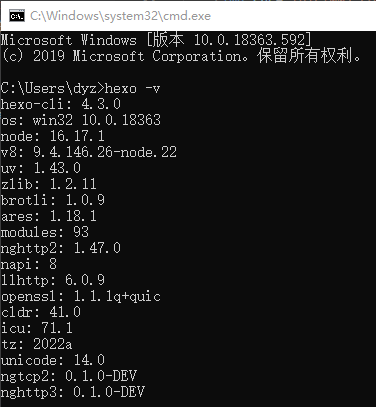 C:\Windows\system32\cmd.exe
Microsoft Windows [版本 10.0.18363.592]
(c) 2019 Microsoft Corporation。保留所有权利。
C:\Users\dyz>hexo -v
hexo-cli: 4.3.0
os: win32 10.0.18363
node: 16.17.1
v8: 9.4.146.26-node.22
uv: 1.43.0
zlib: 1.2.11
brotli: 1.0.9
ares: 1.18.1
modules: 93
nghttp2: 1.47.0
napi: 8
llhttp: 6.0.9
openssl: 1.1.1q+quic
cldr: 41.0
icu: 71.1
tz: 2022a
unicode: 14.0
ngtcp2: 0.1.0-DEV
nghttp3: 0.1.0-DEV